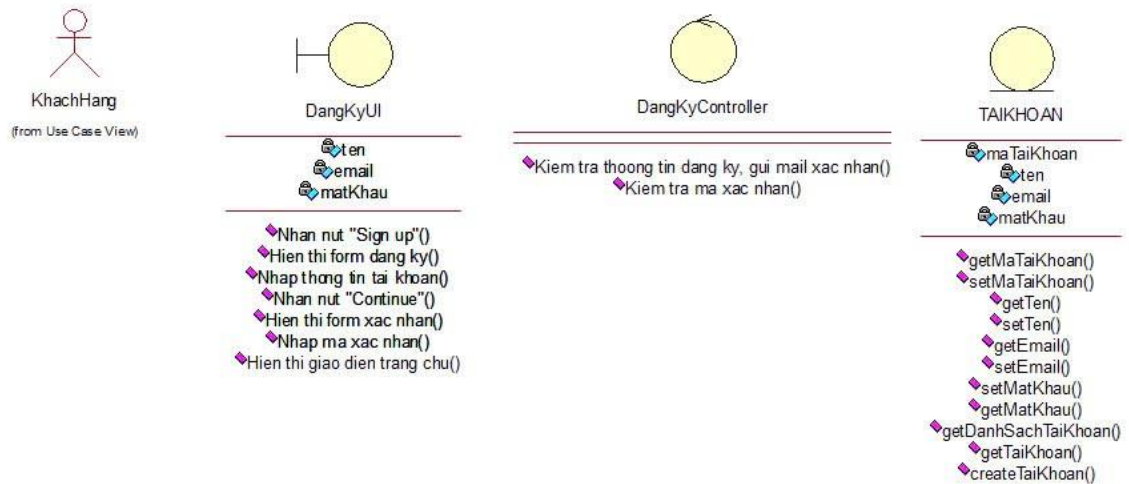 KhachHang
(from Use Case View)
DangKyUI
ten
email
matKhau
Nhan nut "Sign up"()
Hien thi form dang ky()
Nhap thong tin tai khoan()
Nhan nut "Continue"()
Hien thi form xac nhan()
Nhap ma xac nhan()
Hien thi giao dien trang chu()
DangKyController
Kiem tra thoong tin dang ky, gui mail xac nhan()
Kiem tra ma xac nhan()
TAIKHOAN
maTaiKhoan
ten
email
matKhau
getMaTaiKhoan()
setMaTaiKhoan()
getTen()
setTen()
getEmail()
setEmail()
setMatKhau()
getMatKhau()
getDanhSachTaiKhoan()
getTaiKhoan()
createTaiKhoan()